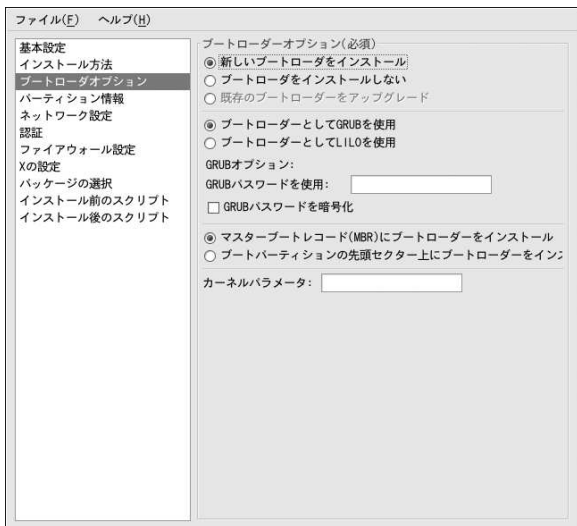 ファイル(F) ヘルプ(H)
基本設定
インストール方法
ブートローダオプション
パーティション情報
ネットワーク設定
認証
ファイアウォール設定
Xの設定
パッケージの選択
インストール前のスクリプト
インストール後のスクリプト
ブートローダーオプション(必須)
新しいブートローダをインストール
ブートローダをインストールしない
既存のブートローダーをアップグレード
ブートローダーとしてGRUBを使用
ブートローダーとしてLILOを使用
GRUBオプション:
GRUBパスワードを使用:
GRUBパスワードを暗号化
マスターブートレコード(MBR)にブートローダーをインストール
ブートパーティションの先頭セクター上にブートローダーをインス
カーネルパラメータ: